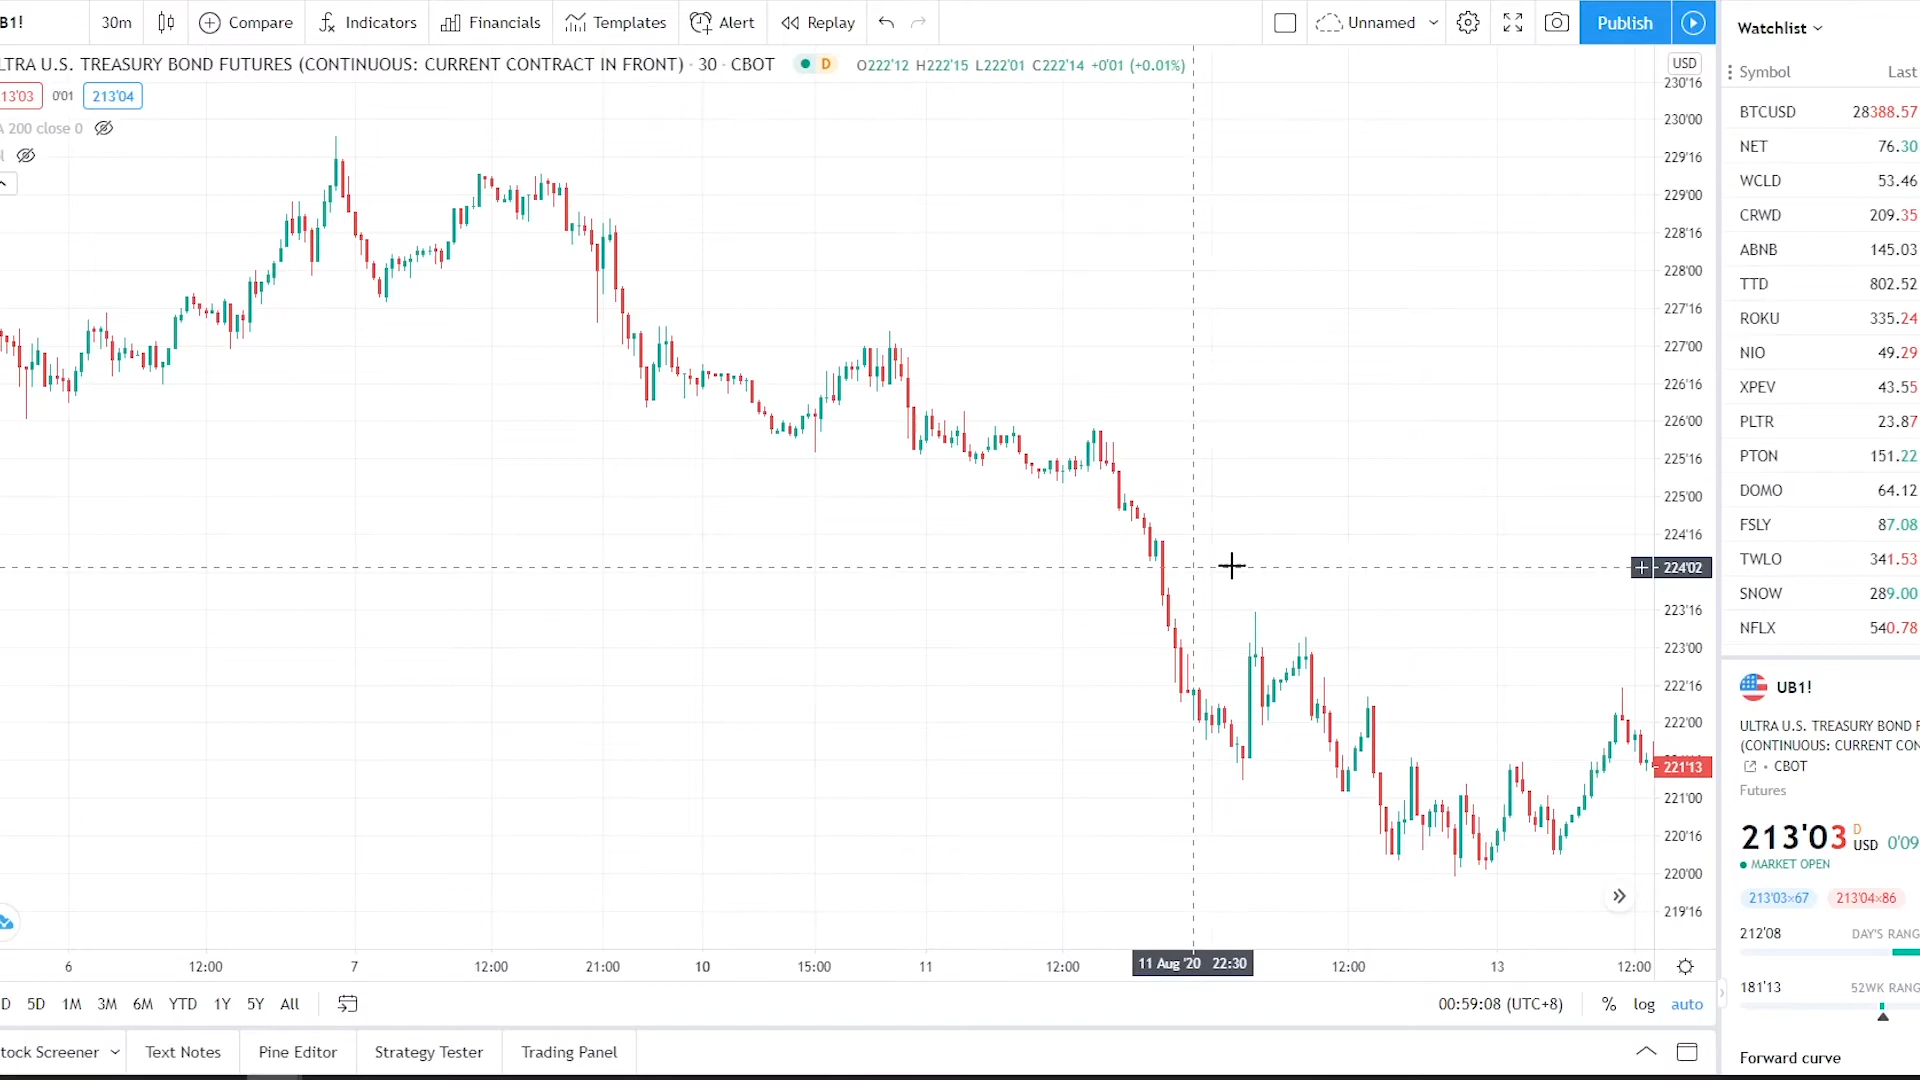 B1! 30m Compare Indicators Financials Templates Alert Replay Unnamed Publish
LTRA U.S. TREASURY BOND FUTURES (CONTINUOUS: CURRENT CONTRACT IN FRONT) · 30 · CBOT D O222'12 H222'15 L222'01 C222'14 +0'01 (+0.01%)
13'03 0'01 213'04
A 200 close 0
USD
230'16
230'00
229'16
229'00
228'16
228'00
227'16
227'00
226'16
226'00
225'16
225'00
224'16
224'02
223'16
223'00
222'16
222'00
221'13
221'00
220'16
220'00
219'16
6 12:00 7 12:00 21:00 10 15:00 11 12:00 11 Aug '20 22:30 12:00 13 12:00
D 5D 1M 3M 6M YTD 1Y 5Y All 00:59:08 (UTC+8) % log auto
tock Screener Text Notes Pine Editor Strategy Tester Trading Panel
Watchlist
Symbol Last
BTCUSD 28388.57
NET 76.30
WCLD 53.46
CRWD 209.35
ABNB 145.03
TTD 802.52
ROKU 335.24
NIO 49.29
XPEV 43.55
PLTR 23.87
PTON 151.22
DOMO 64.12
FSLY 87.08
TWLO 341.53
SNOW 289.00
NFLX 540.78
UB1!
ULTRA U.S. TREASURY BOND F
(CONTINUOUS: CURRENT CON
• CBOT
Futures
213'03 D USD 0'09
MARKET OPEN
213'03×67 213'04×86
212'08 DAY'S RANG
181'13 52WK RANG
Forward curve